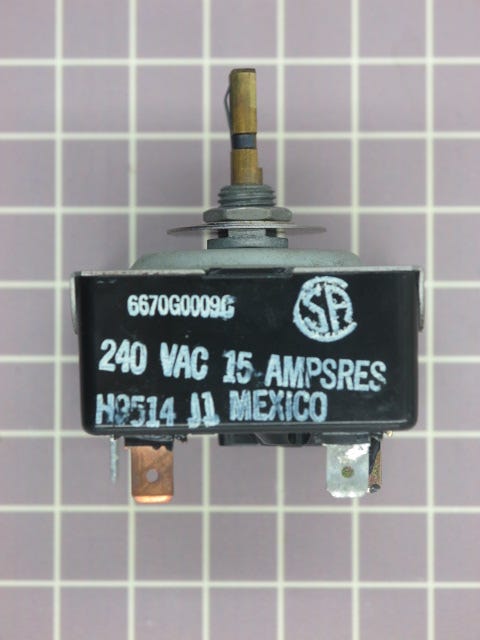 6670G0009C
SA
240 VAC 15 AMPSRES
H9514 J1 MEXICO